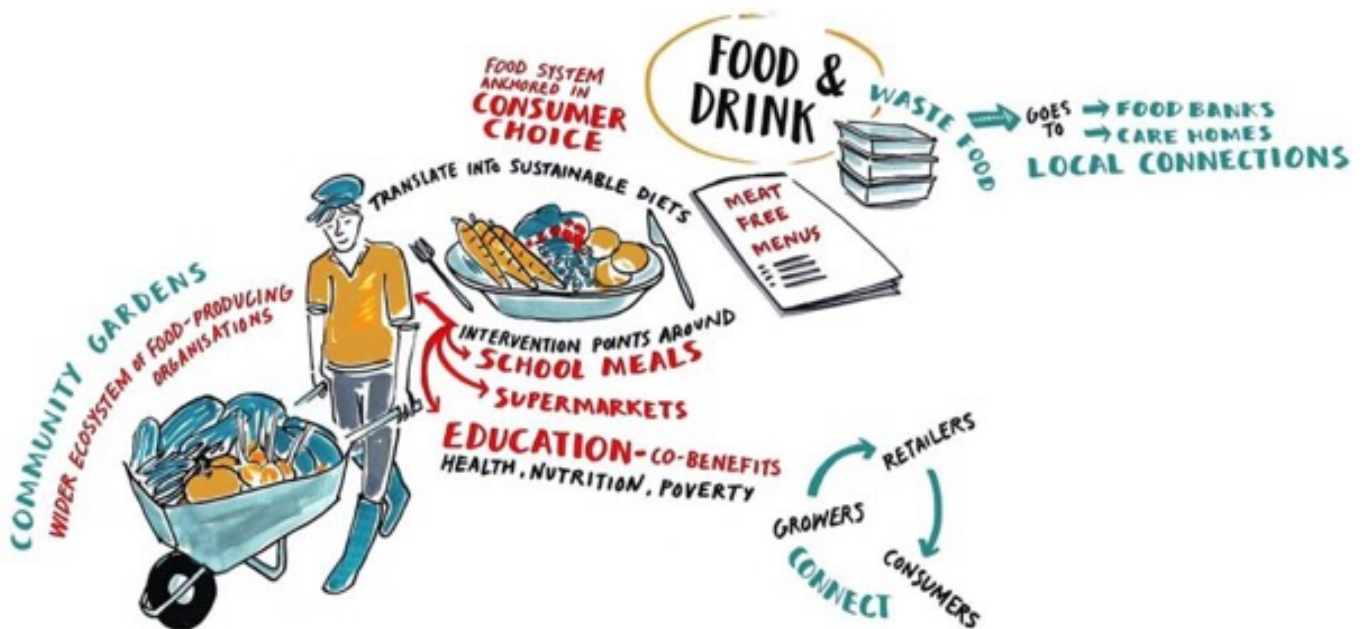 FOOD &
DRINK
FOOD SYSTEM
ANCHORED IN
CONSUMER
CHOICE
TRANSLATE INTO SUSTAINABLE DIETS
WASTE FOOD
GOES
TO
FOOD BANKS
CARE HOMES
LOCAL CONNECTIONS
MEAT
FREE
MENUS
COMMUNITY GARDENS
WIDER ECOSYSTEM OF FOOD-PRODUCING
ORGANISATIONS
INTERVENTION POINTS AROUND
SCHOOL MEALS
SUPERMARKETS
EDUCATION - CO-BENEFITS
HEALTH, NUTRITION, POVERTY
RETAILERS
GROWERS
CONSUMERS
CONNECT